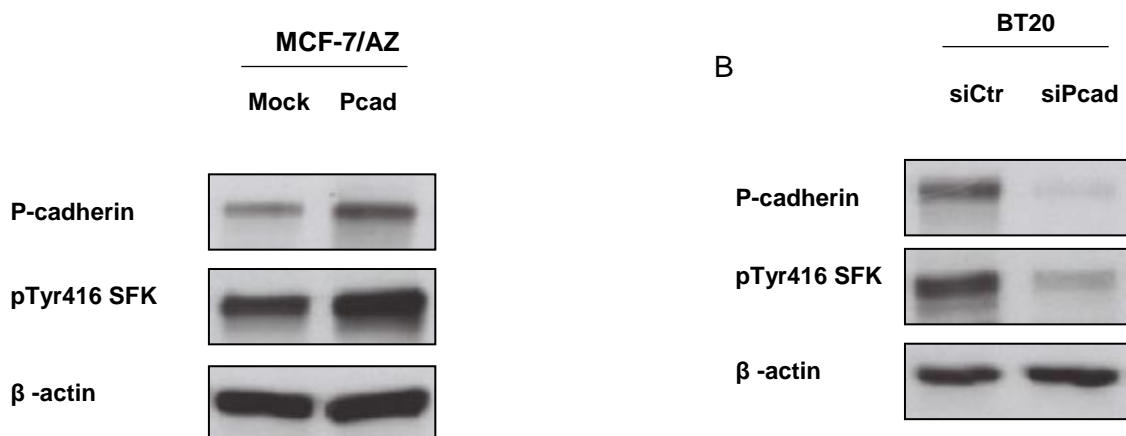 MCF-7/AZ
Mock Pcad
P-cadherin
pTyr416 SFK
β -actin
B
BT20
siCtr siPcad
P-cadherin
pTyr416 SFK
β -actin